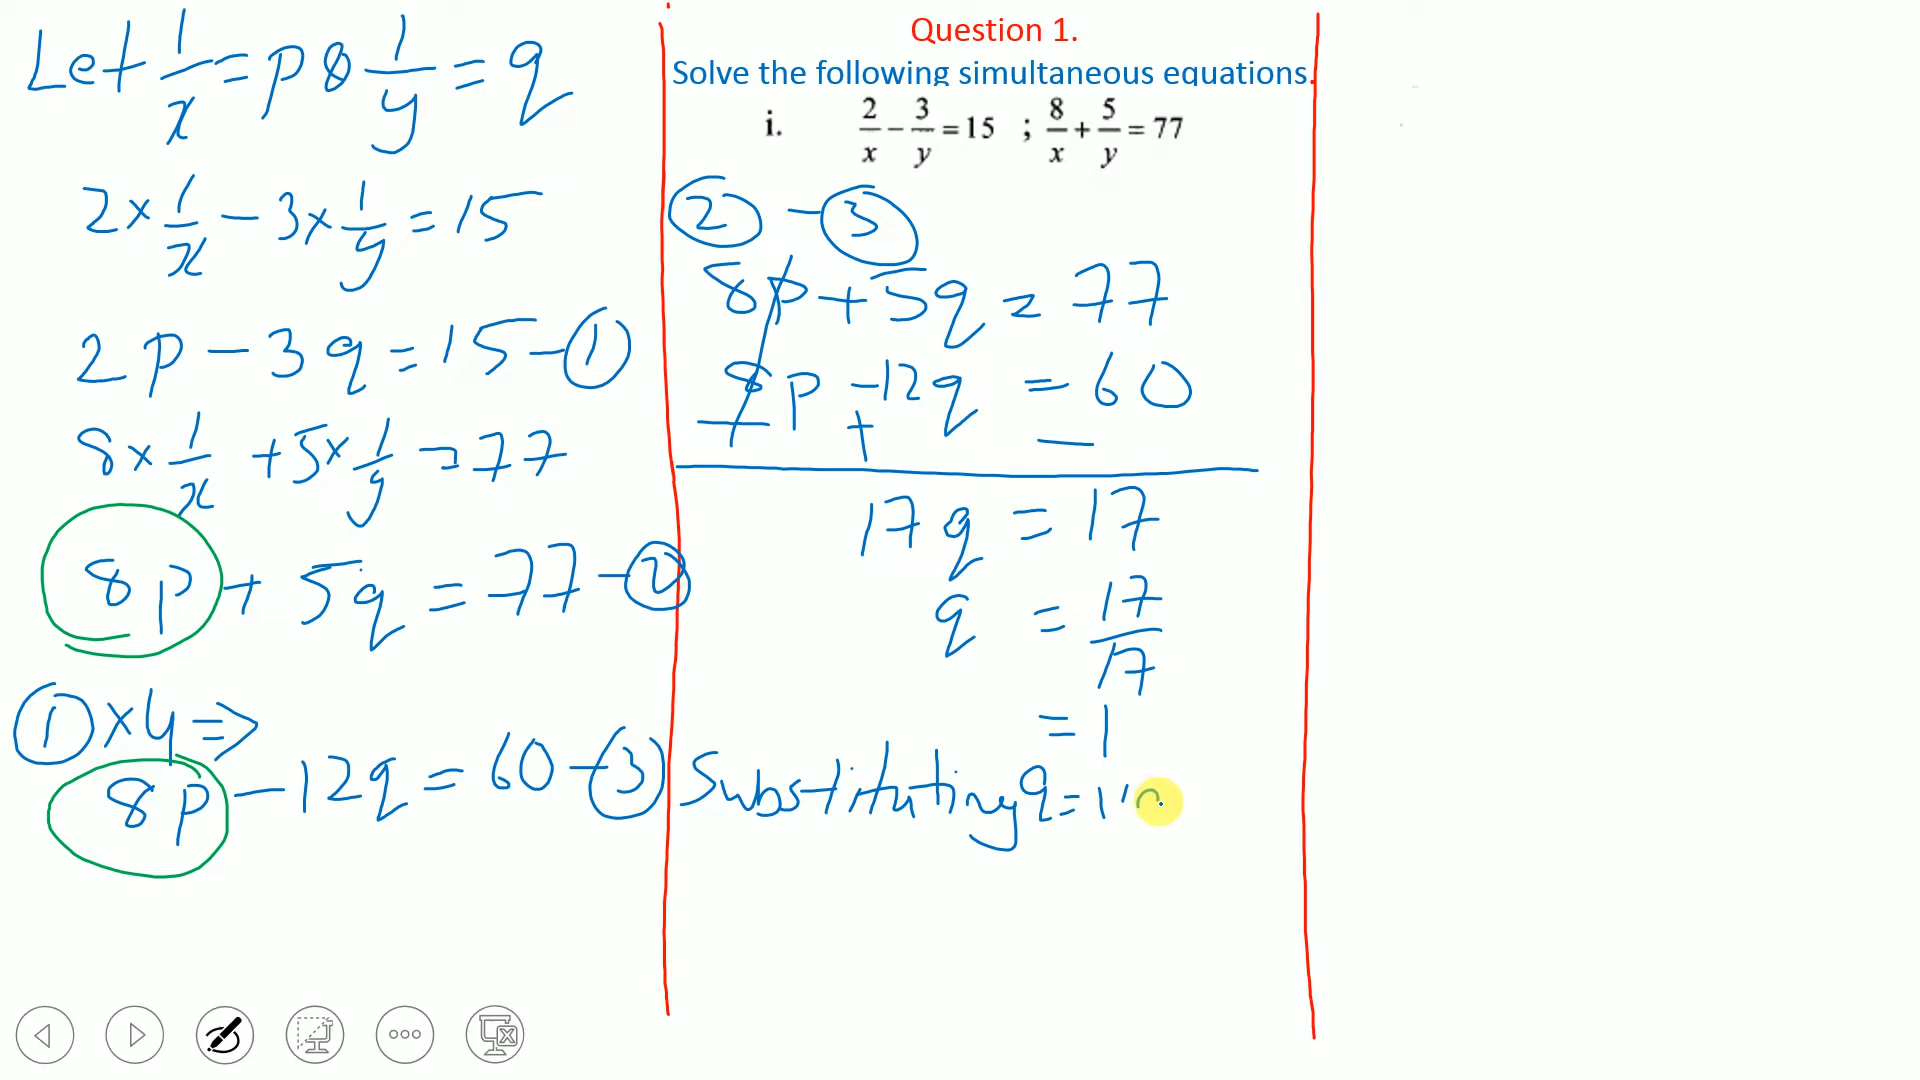 Let 1/x = p & 1/y = q
2 × 1/x − 3 × 1/y = 15
2p − 3q = 15 − ①
8 × 1/x + 5 × 1/y = 77
8p + 5q = 77 − ②
① × 4 ⇒
8p − 12q = 60 − ③
Question 1.
Solve the following simultaneous equations.
i. 2/x − 3/y = 15 ; 8/x + 5/y = 77
② − ③
8p + 5q = 77
8p − 12q = 60
− + −
17q = 17
q = 17/17
= 1
Substituting q = 1